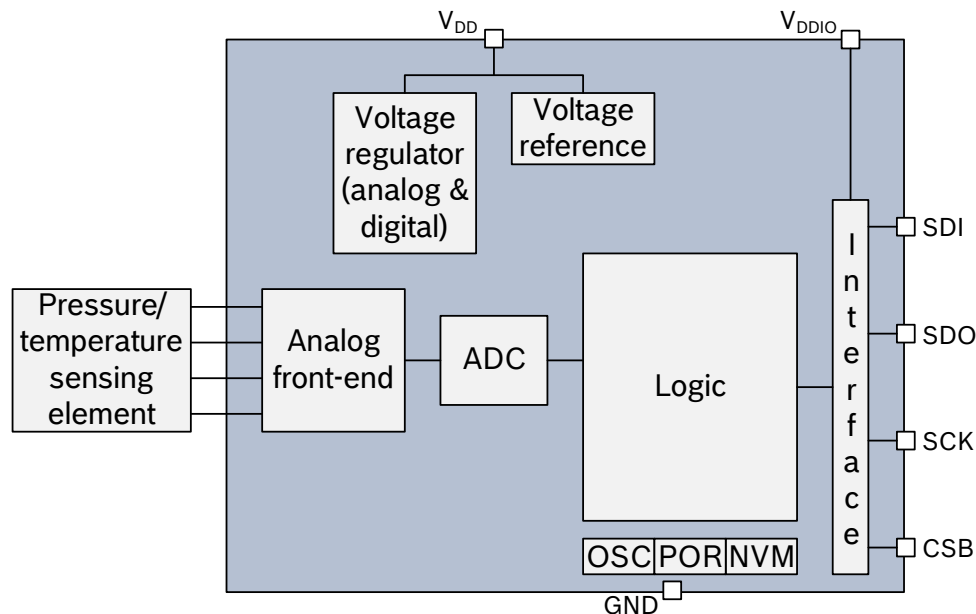 VDD
VDDIO
Voltage
regulator
(analog &
digital)
Voltage
reference
Pressure/
temperature
sensing
element
Analog
front-end
ADC
Logic
OSC
POR
NVM
Interface
SDI
SDO
SCK
CSB
GND